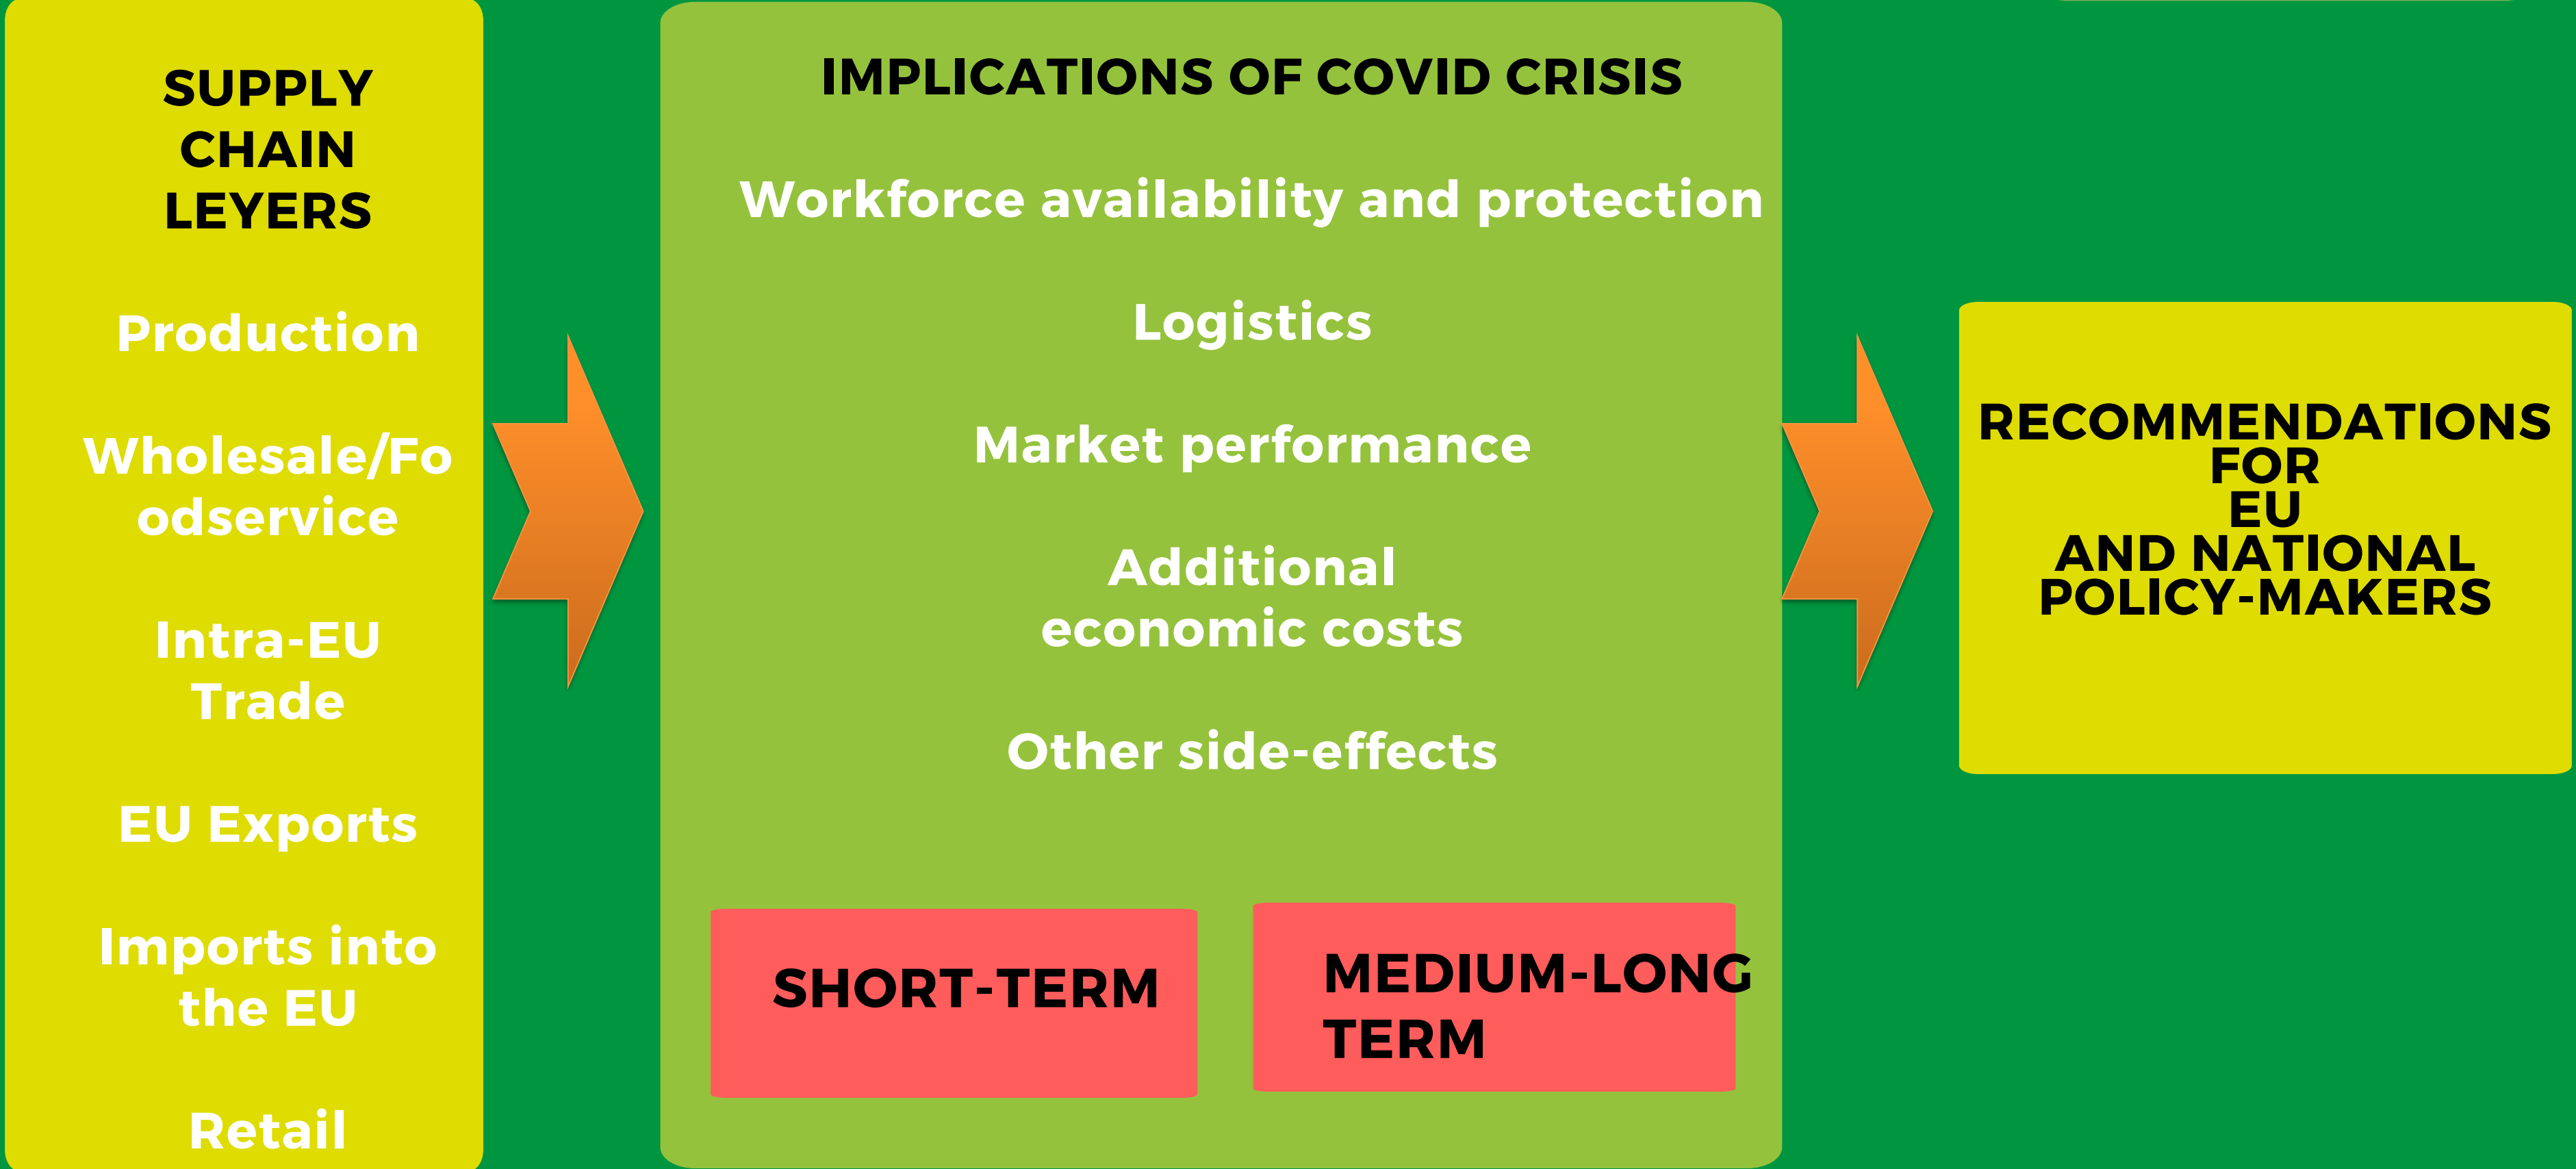 SUPPLY
CHAIN
LEYERS
Production
Wholesale/Fo
odservice
Intra-EU
Trade
EU Exports
Imports into
the EU
Retail
IMPLICATIONS OF COVID CRISIS
Workforce availability and protection
Logistics
Market performance
Additional
economic costs
Other side-effects
SHORT-TERM
MEDIUM-LONG
TERM
RECOMMENDATIONS
FOR
EU
AND NATIONAL
POLICY-MAKERS